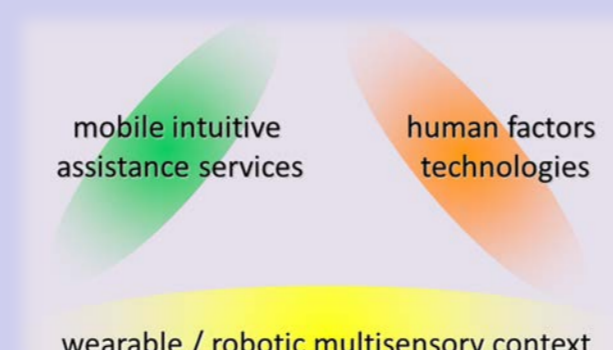 mobile intuitive
assistance services
human factors
technologies
wearable / robotic multisensory context